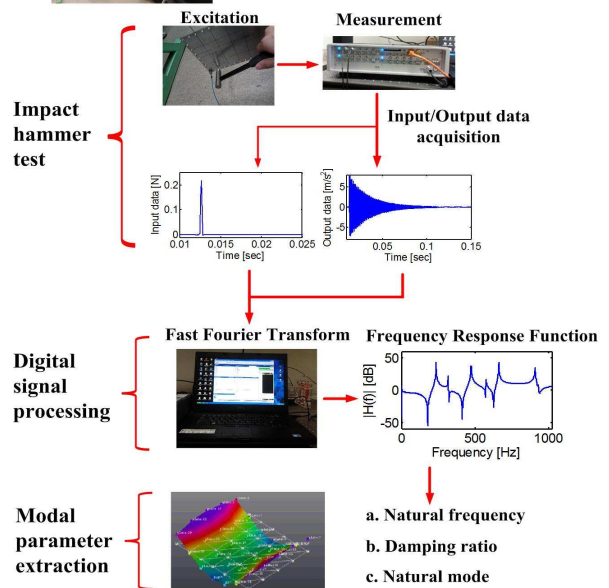 Excitation
Measurement
Impact
hammer
test
Input/Output data
acquisition
Input data [N]
0.2
0.1
0
0.01
0.015
0.02
0.025
Time [sec]
Output data [m/s²]
5
0
-5
0.05
0.1
0.15
Time [sec]
Digital
signal
processing
Fast Fourier Transform
Frequency Response Function
|H(f)| [dB]
50
0
-50
0
500
1000
Frequency [Hz]
Modal
parameter
extraction
a. Natural frequency
b. Damping ratio
c. Natural mode